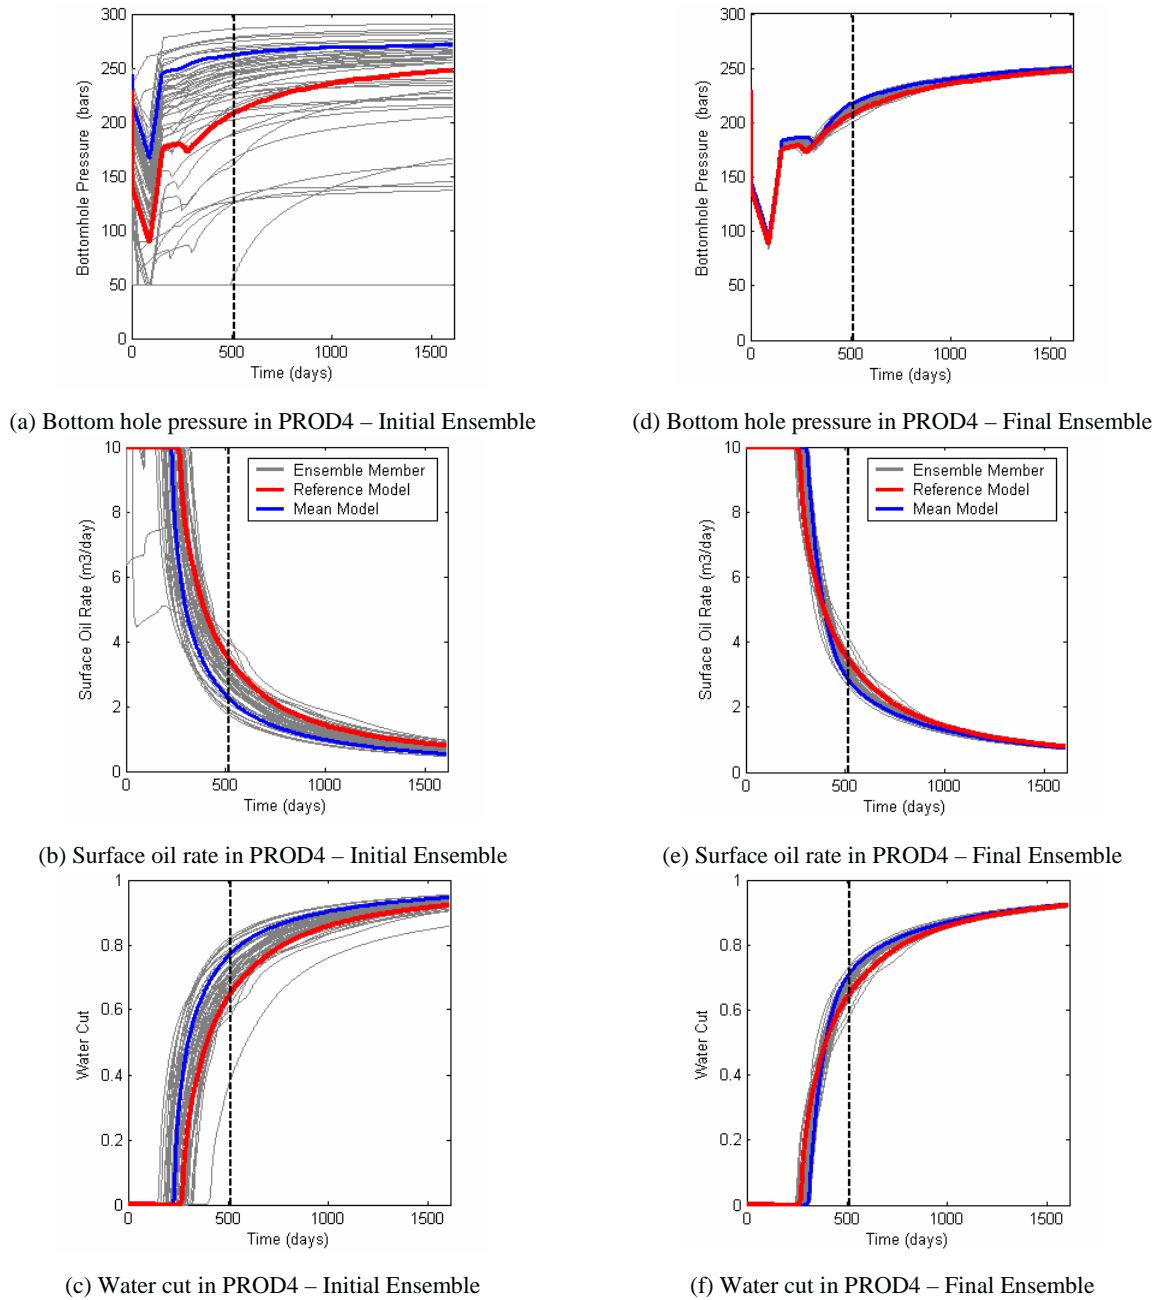 300
250
200
150
100
50
0
Bottomhole Pressure (bars)
0 500 1000 1500
Time (days)
(a) Bottom hole pressure in PROD4 – Initial Ensemble
300
250
200
150
100
50
0
Bottomhole Pressure (bars)
0 500 1000 1500
Time (days)
(d) Bottom hole pressure in PROD4 – Final Ensemble
10
8
6
4
2
0
Surface Oil Rate (m3/day)
Ensemble Member
Reference Model
Mean Model
0 500 1000 1500
Time (days)
(b) Surface oil rate in PROD4 – Initial Ensemble
10
8
6
4
2
0
Surface Oil Rate (m3/day)
Ensemble Member
Reference Model
Mean Model
0 500 1000 1500
Time (days)
(e) Surface oil rate in PROD4 – Final Ensemble
1
0.8
0.6
0.4
0.2
0
Water Cut
0 500 1000 1500
Time (days)
(c) Water cut in PROD4 – Initial Ensemble
1
0.8
0.6
0.4
0.2
0
Water Cut
0 500 1000 1500
Time (days)
(f) Water cut in PROD4 – Final Ensemble